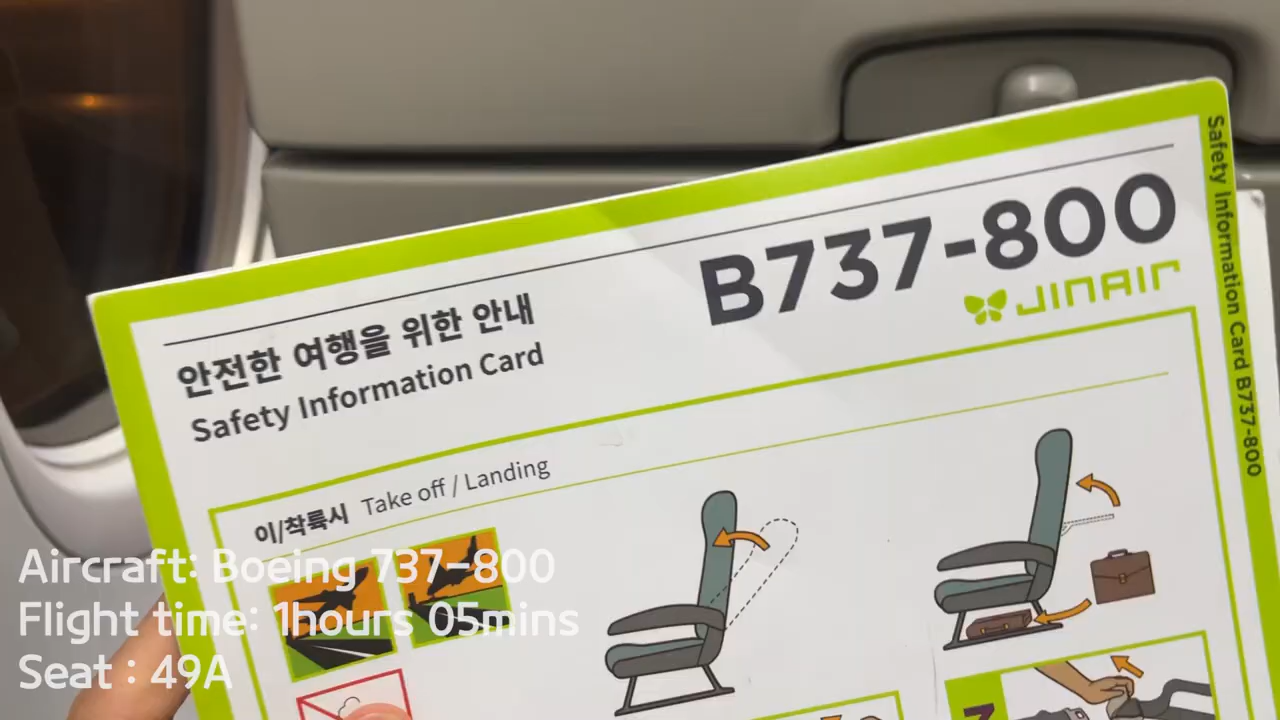 B737-800
JINAIR
안전한 여행을 위한 안내
Safety Information Card
이/착륙시 Take off / Landing
Safety Information Card B737-800
Aircraft: Boeing 737-800
Flight time: 1hours 05mins
Seat : 49A